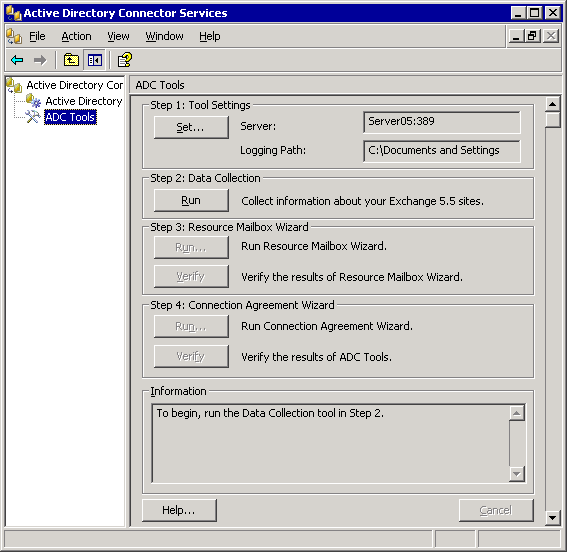 Active Directory Connector Services
File Action View Window Help
Active Directory Cor
Active Directory
ADC Tools
ADC Tools
Step 1: Tool Settings
Set... Server: Server05:389
Logging Path: C:\Documents and Settings
Step 2: Data Collection
Run Collect information about your Exchange 5.5 sites.
Step 3: Resource Mailbox Wizard
Run... Run Resource Mailbox Wizard.
Verify Verify the results of Resource Mailbox Wizard.
Step 4: Connection Agreement Wizard
Run... Run Connection Agreement Wizard.
Verify Verify the results of ADC Tools.
Information
To begin, run the Data Collection tool in Step 2.
Help... Cancel